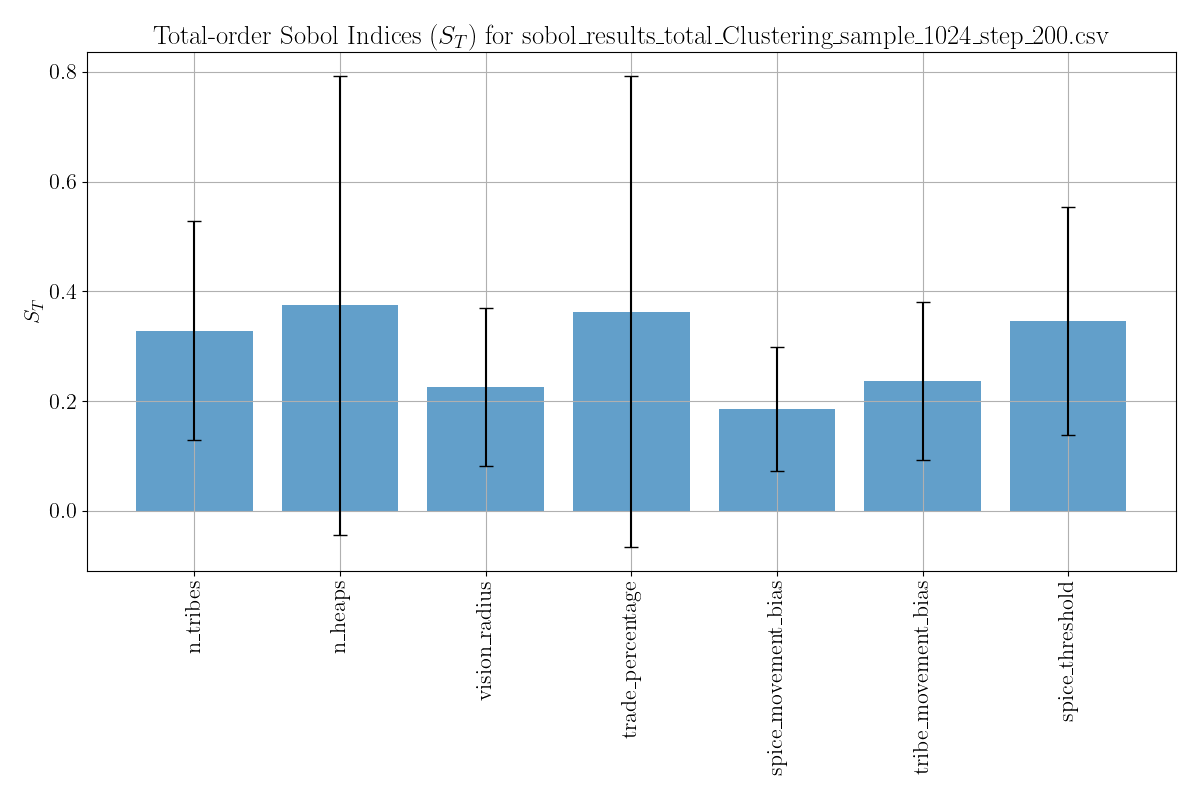 Total-order Sobol Indices (S_T) for sobol_results_total_Clustering_sample_1024_step_200.csv
0.8
0.6
0.4
0.2
0.0
S_T
n_tribes
n_heaps
vision_radius
trade_percentage
spice_movement_bias
tribe_movement_bias
spice_threshold